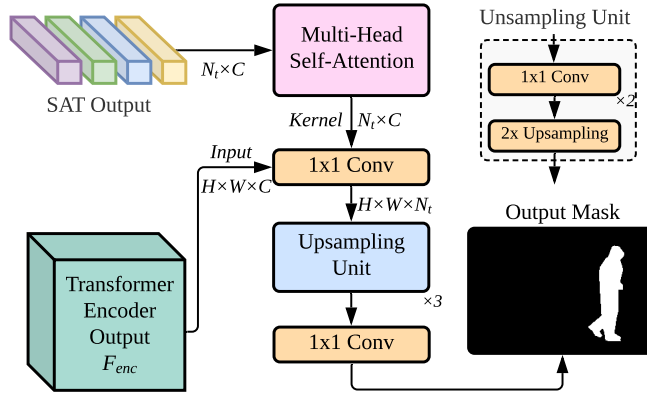 SAT Output
N_t×C
Multi-Head
Self-Attention
Kernel N_t×C
Input
H×W×C
1x1 Conv
H×W×N_t
Upsampling
Unit
×3
1x1 Conv
Transformer
Encoder
Output
F_enc
Unsampling Unit
1x1 Conv
×2
2x Upsampling
Output Mask